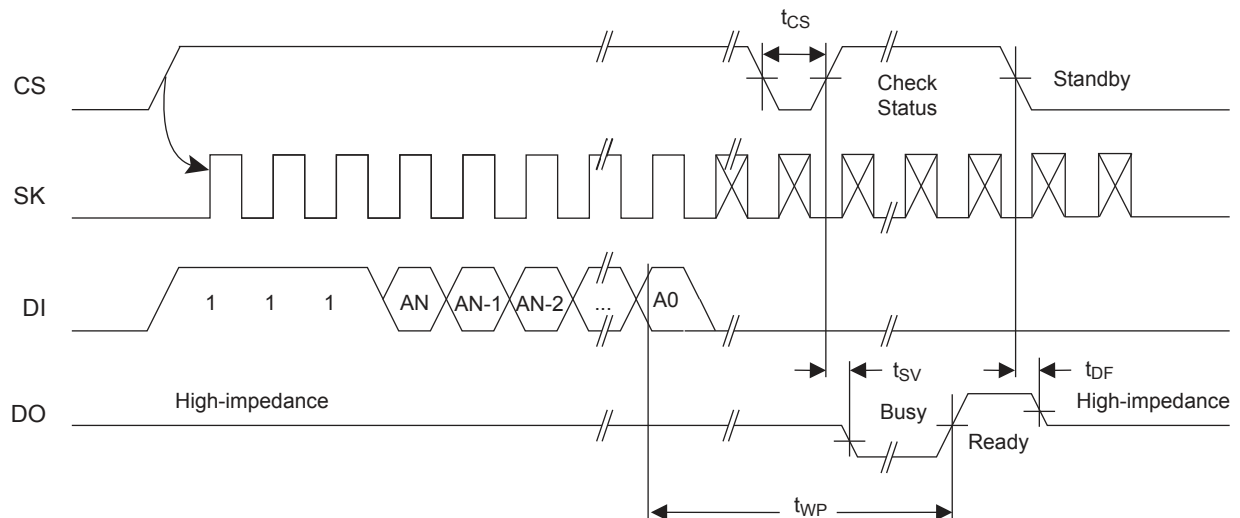 tCS
CS
Check
Status
Standby
SK
DI
1 1 1 AN AN-1 AN-2 ... A0
tSV
tDF
DO
High-impedance
Busy
Ready
High-impedance
tWP